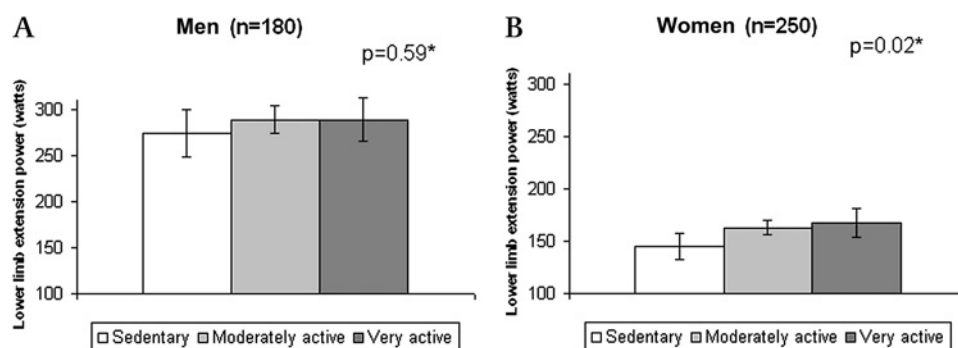 A
Men (n=180)
p=0.59*
Lower limb extension power (watts)
300
250
200
150
100
Sedentary Moderately active Very active
B
Women (n=250)
p=0.02*
Lower limb extension power (watts)
300
250
200
150
100
Sedentary Moderately active Very active